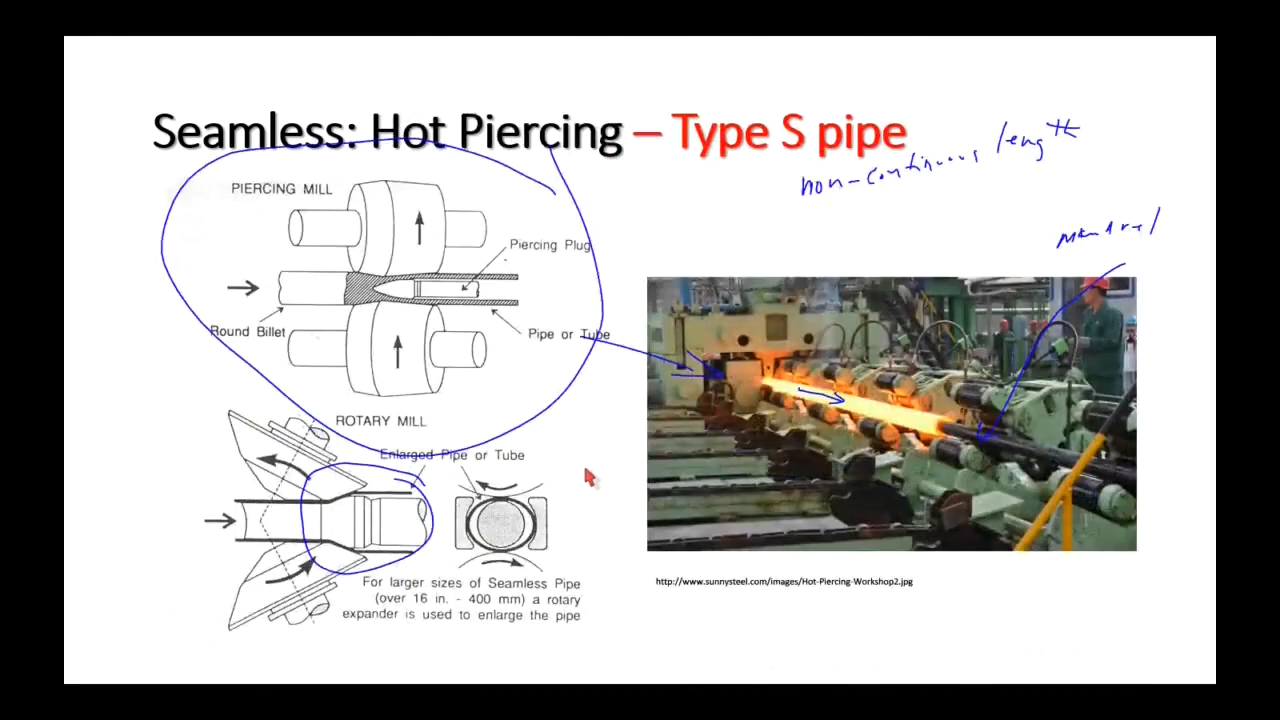 Seamless: Hot Piercing – Type S pipe
non-continuous length
PIERCING MILL
mandrel
Piercing Plug
Round Billet
Pipe or Tube
ROTARY MILL
Enlarged Pipe or Tube
For larger sizes of Seamless Pipe
(over 16 in. - 400 mm) a rotary
expander is used to enlarge the pipe
http://www.sunnysteel.com/images/Hot-Piercing-Workshop2.jpg